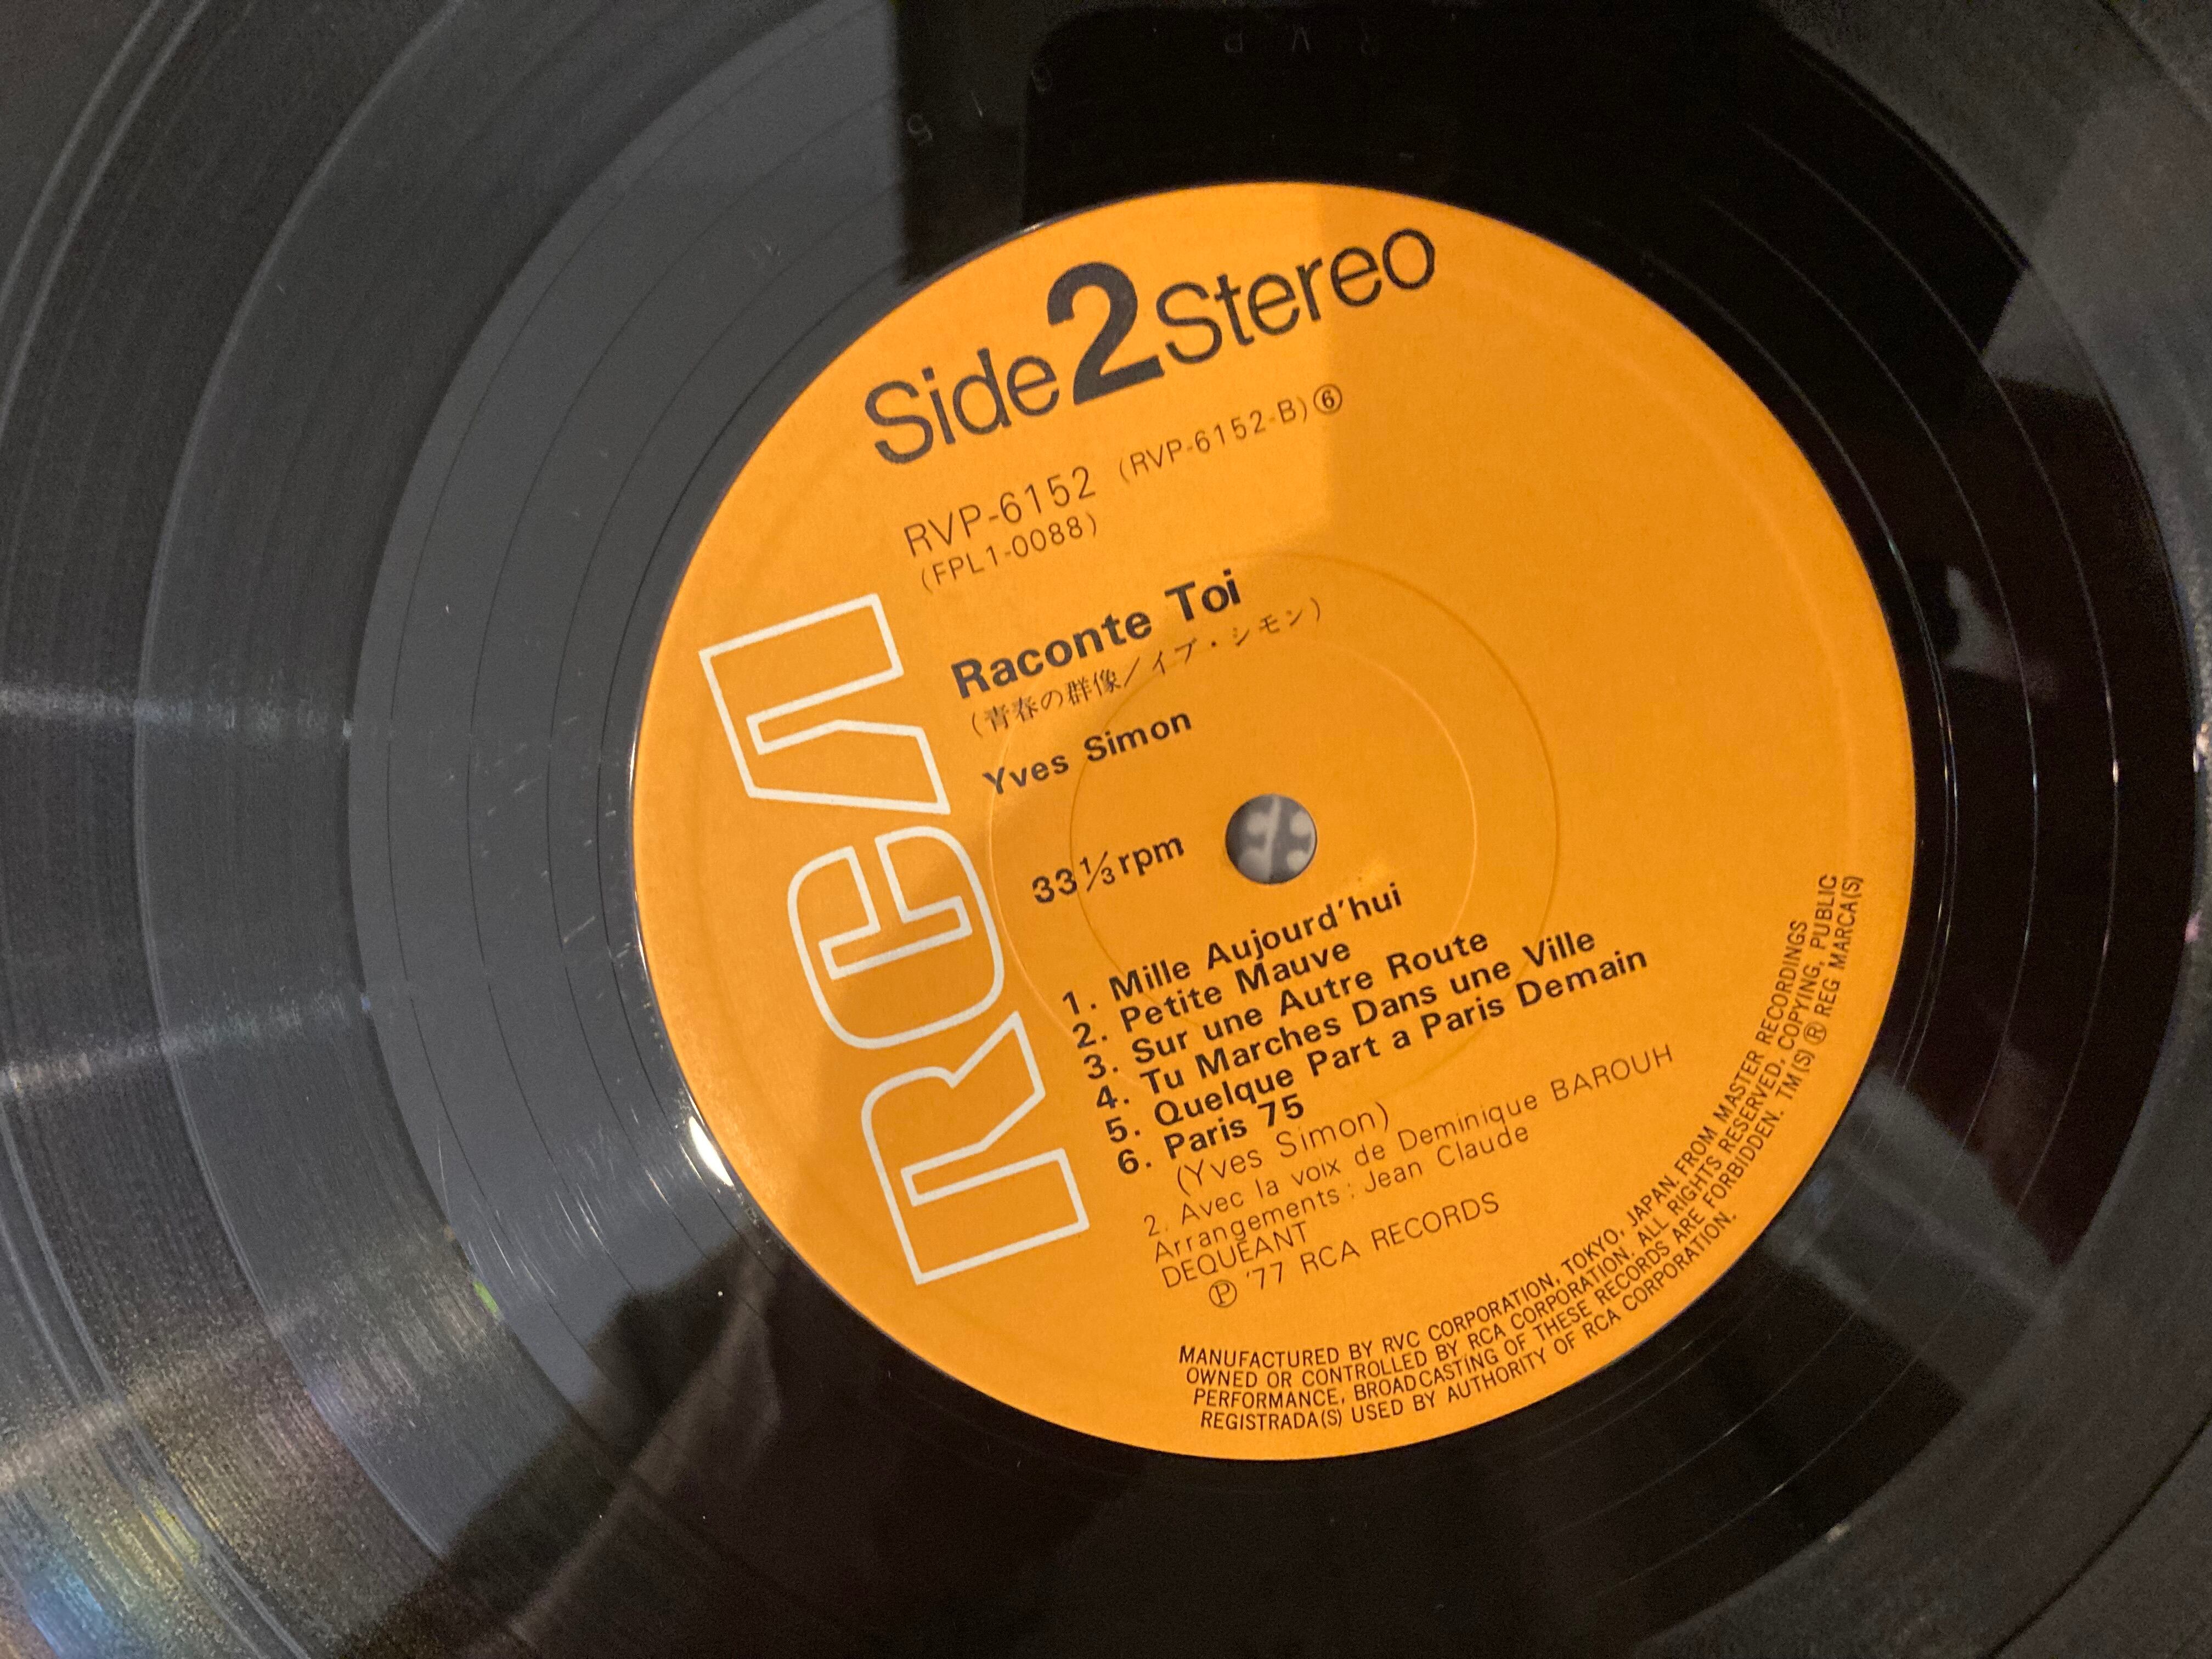 Side 2 Stereo
RVP-6152 (RVP-6152-B)⑥
(FPL1-0088)
Raconte Toi
(青春の群像/イブ・シモン)
Yves Simon
33⅓rpm
1. Mille Aujourd'hui
2. Petite Mauve
3. Sur une Autre Route
4. Tu Marches Dans une Ville
5. Quelque Part a Paris Demain
6. Paris 75
(Yves Simon)
2. Avec la voix de Dominique BAROUH
Arrangements : Jean Claude
DEQUEANT
Ⓟ '77 RCA RECORDS
RCA
MANUFACTURED BY RVC CORPORATION, TOKYO, JAPAN. FROM MASTER RECORDINGS
OWNED OR CONTROLLED BY RCA CORPORATION. ALL RIGHTS RESERVED, COPYING, PUBLIC
PERFORMANCE, BROADCASTING OF THESE RECORDS ARE FORBIDDEN. TM(S) ® REG MARCA(S)
REGISTRADA(S) USED BY AUTHORITY OF RCA CORPORATION.